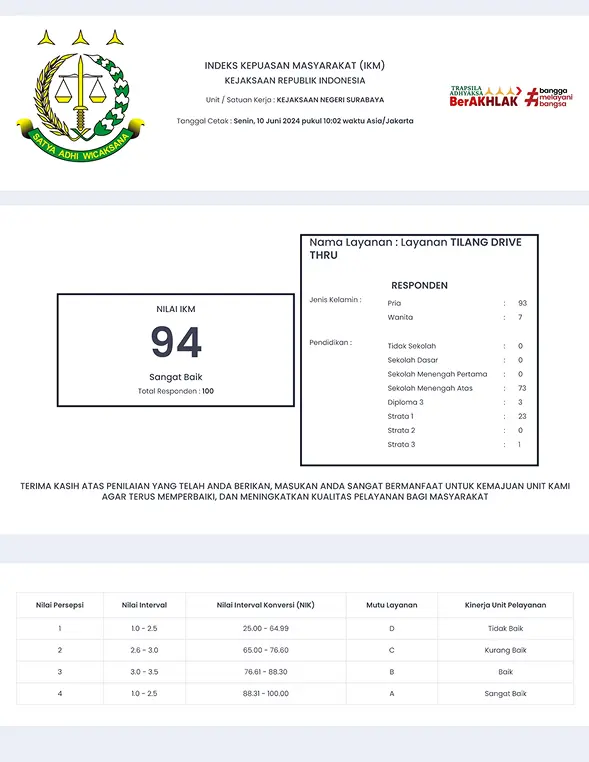 SATYA ADHI WICAKSANA
INDEKS KEPUASAN MASYARAKAT (IKM)
KEJAKSAAN REPUBLIK INDONESIA
Unit / Satuan Kerja : KEJAKSAAN NEGERI SURABAYA
Tanggal Cetak : Senin, 10 Juni 2024 pukul 10:02 waktu Asia/Jakarta
TRAPSILA
ADHYAKSA
BerAKHLAK
bangga
melayani
bangsa
NILAI IKM
94
Sangat Baik
Total Responden : 100
Nama Layanan : Layanan TILANG DRIVE
THRU
RESPONDEN
Jenis Kelamin : Pria : 93
Wanita : 7
Pendidikan : Tidak Sekolah : 0
Sekolah Dasar : 0
Sekolah Menengah Pertama : 0
Sekolah Menengah Atas : 73
Diploma 3 : 3
Strata 1 : 23
Strata 2 : 0
Strata 3 : 1
TERIMA KASIH ATAS PENILAIAN YANG TELAH ANDA BERIKAN, MASUKAN ANDA SANGAT BERMANFAAT UNTUK KEMAJUAN UNIT KAMI
AGAR TERUS MEMPERBAIKI, DAN MENINGKATKAN KUALITAS PELAYANAN BAGI MASYARAKAT
Nilai Persepsi Nilai Interval Nilai Interval Konversi (NIK) Mutu Layanan Kinerja Unit Pelayanan
1 1.0 - 2.5 25.00 - 64.99 D Tidak Baik
2 2.6 - 3.0 65.00 - 76.60 C Kurang Baik
3 3.0 - 3.5 76.61 - 88.30 B Baik
4 1.0 - 2.5 88.31 - 100.00 A Sangat Baik